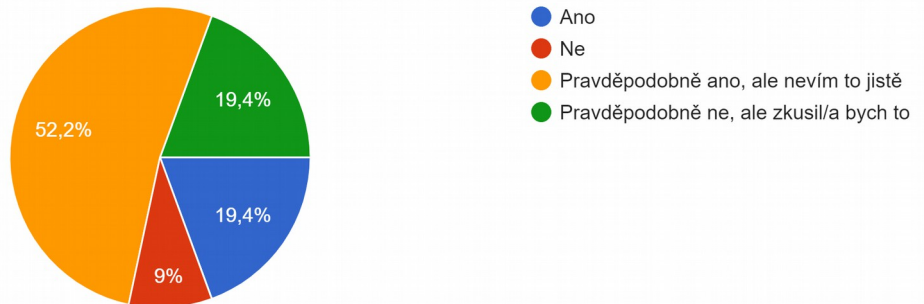 52,2%
19,4%
19,4%
9%
Ano
Ne
Pravděpodobně ano, ale nevím to jistě
Pravděpodobně ne, ale zkusil/a bych to